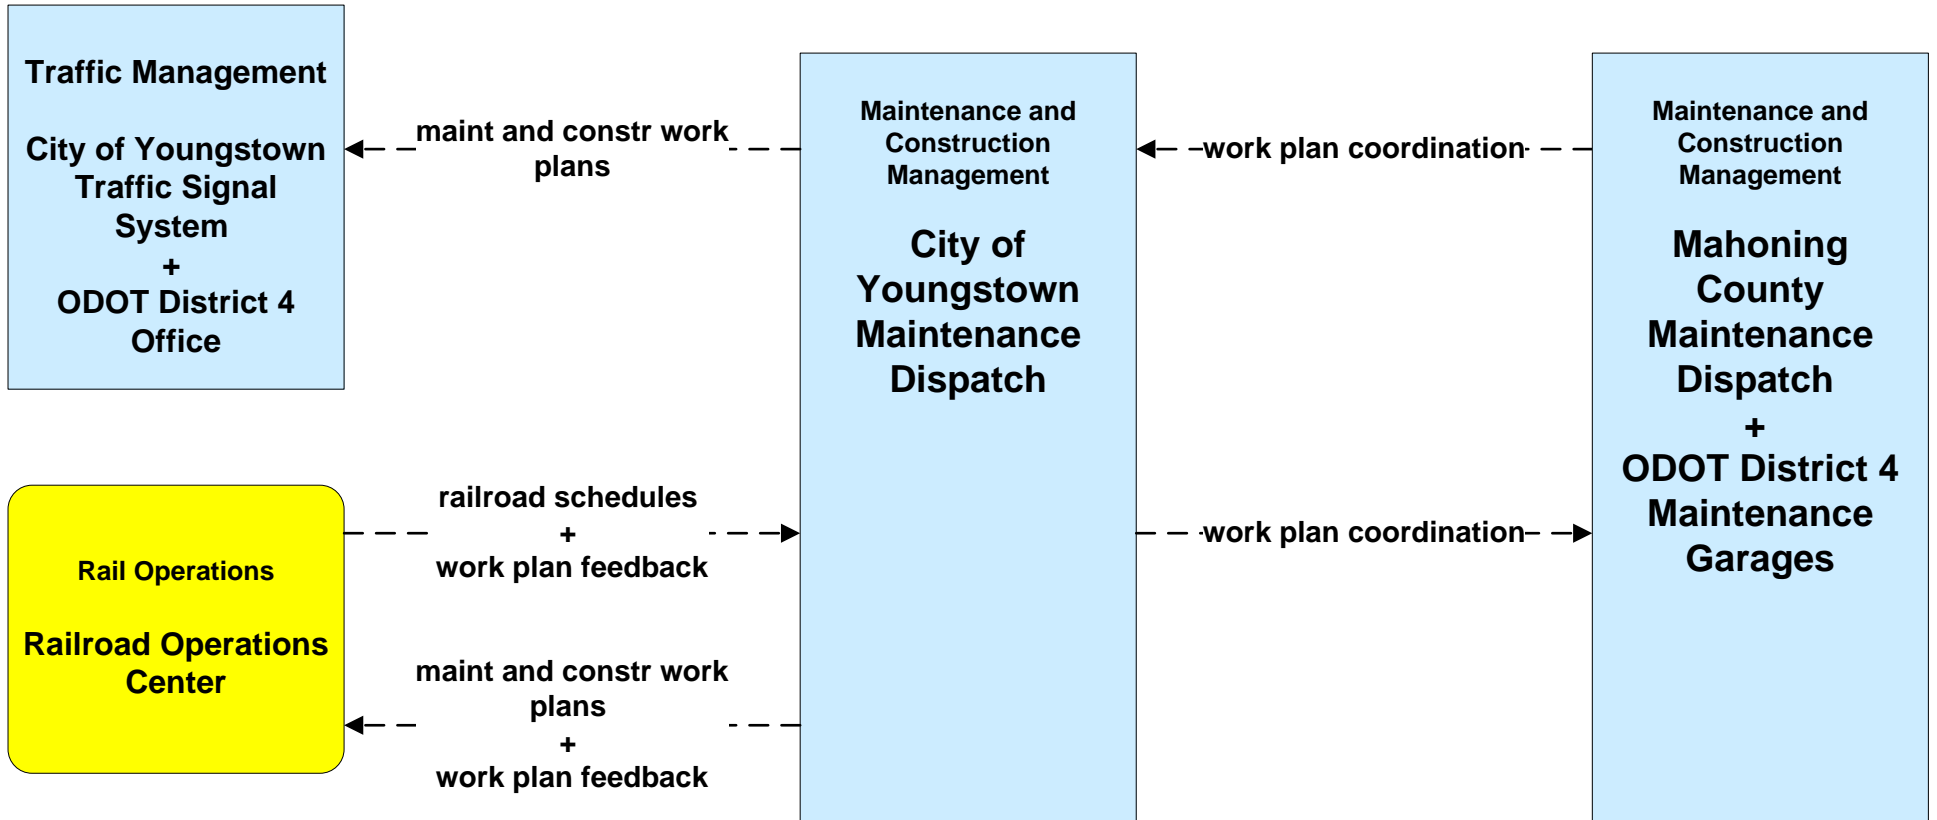 Traffic Management
City of Youngstown
Traffic Signal
System
+
ODOT District 4
Office
maint and constr work
plans
Maintenance and
Construction
Management
City of
Youngstown
Maintenance
Dispatch
work plan coordination
Maintenance and
Construction
Management
Mahoning
County
Maintenance
Dispatch
+
ODOT District 4
Maintenance
Garages
Rail Operations
Railroad Operations
Center
railroad schedules
+
work plan feedback
work plan coordination
maint and constr work
plans
+
work plan feedback